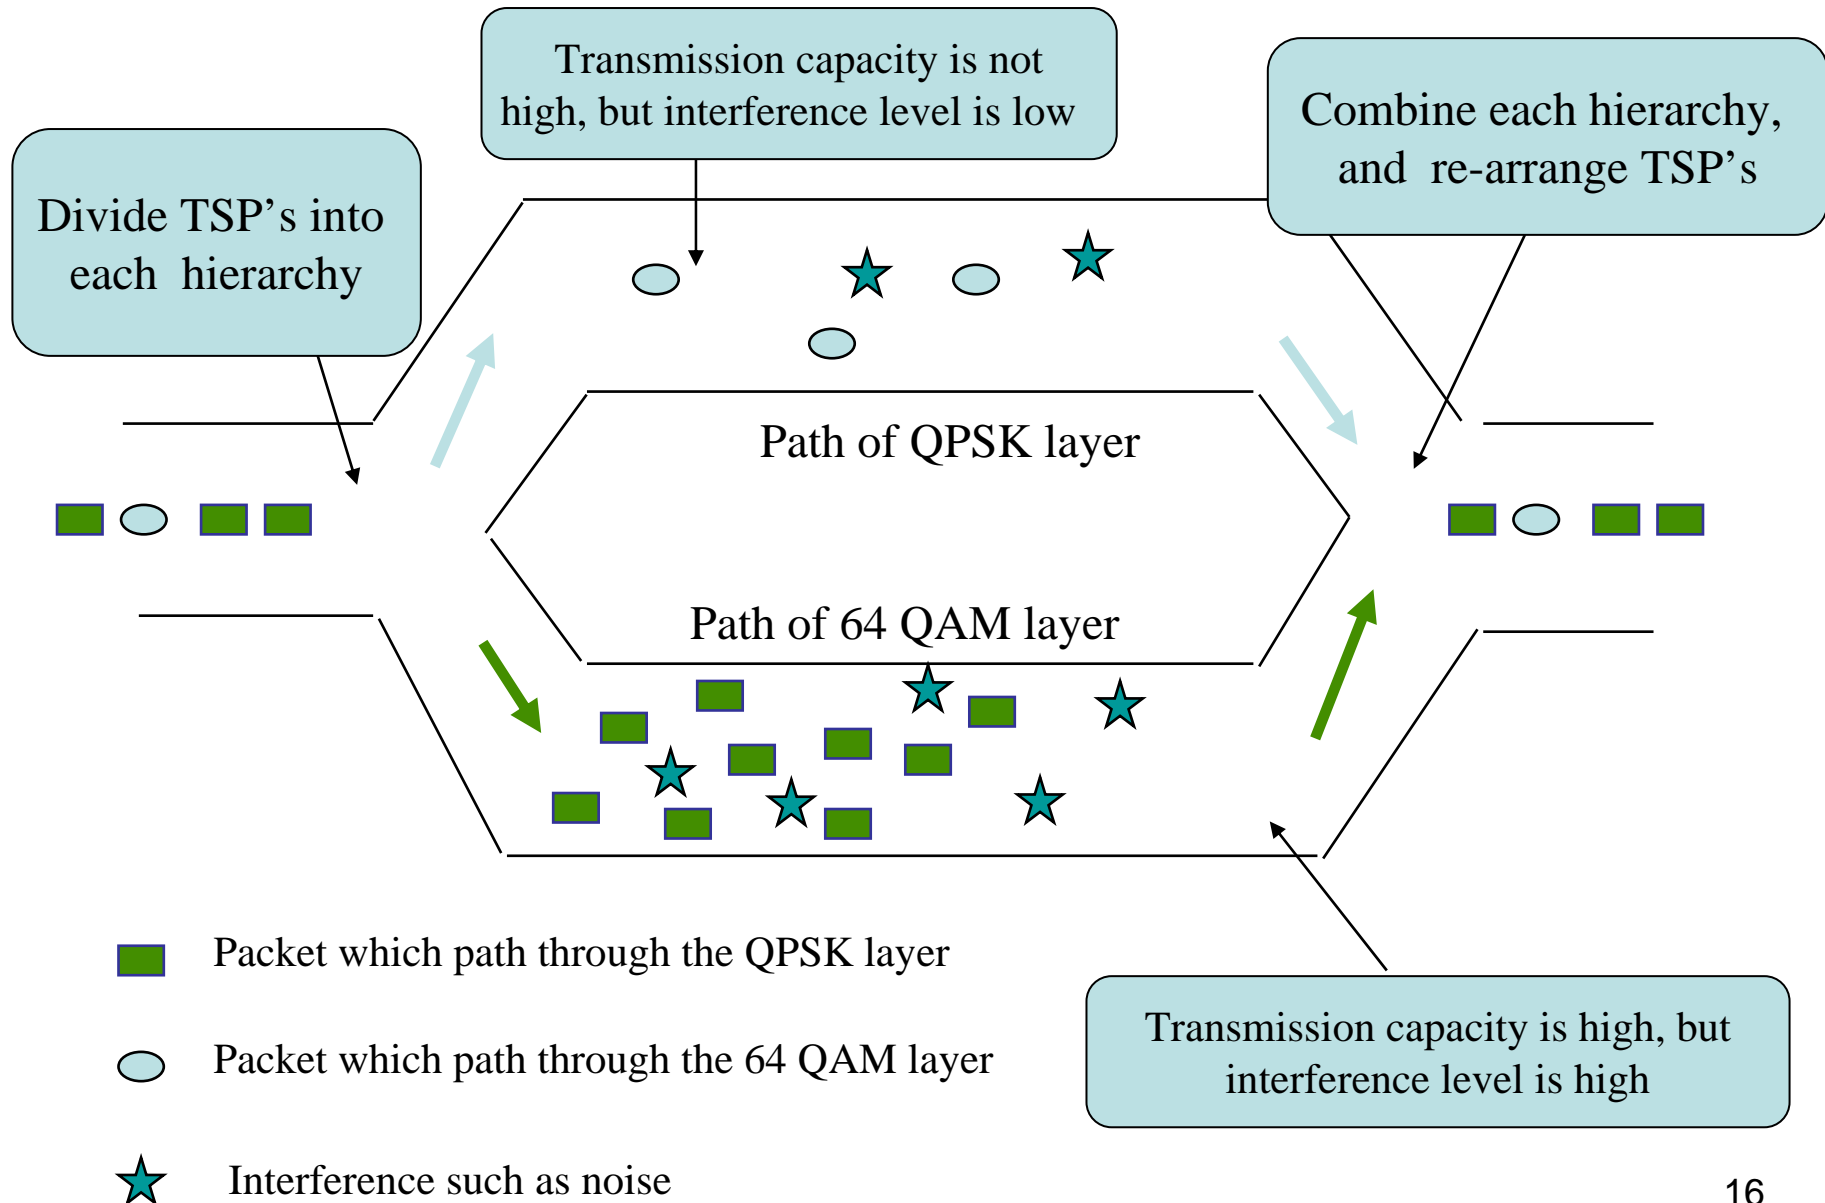 Transmission capacity is not
high, but interference level is low
Combine each hierarchy,
and re-arrange TSP’s
Divide TSP’s into
each hierarchy
Path of QPSK layer
Path of 64 QAM layer
Packet which path through the QPSK layer
Packet which path through the 64 QAM layer
Interference such as noise
Transmission capacity is high, but
interference level is high
16